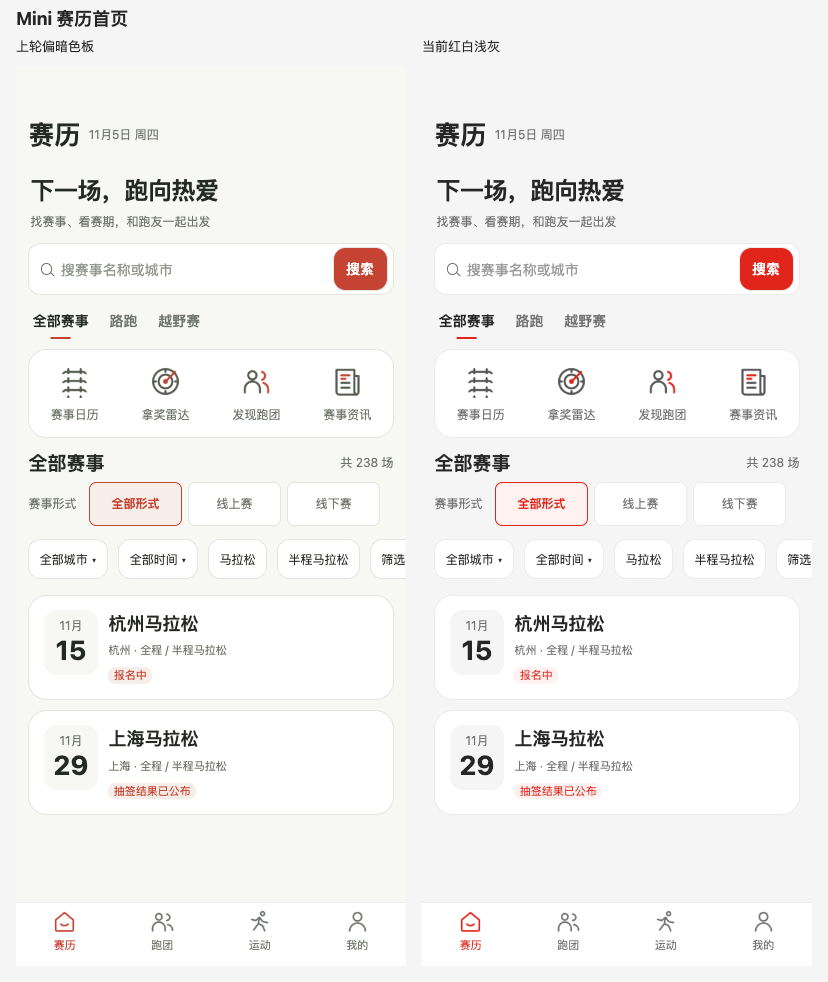 Mini 赛历首页
上轮偏暗色板
赛历 11月5日 周四
下一场，跑向热爱
找赛事、看赛期，和跑友一起出发
搜赛事名称或城市 搜索
全部赛事 路跑 越野赛
赛事日历 拿奖雷达 发现跑团 赛事资讯
全部赛事 共 238 场
赛事形式 全部形式 线上赛 线下赛
全部城市 ▾ 全部时间 ▾ 马拉松 半程马拉松 筛选
11月 15 杭州马拉松
杭州 · 全程 / 半程马拉松
报名中
11月 29 上海马拉松
上海 · 全程 / 半程马拉松
抽签结果已公布
赛历 跑团 运动 我的
当前红白浅灰
赛历 11月5日 周四
下一场，跑向热爱
找赛事、看赛期，和跑友一起出发
搜赛事名称或城市 搜索
全部赛事 路跑 越野赛
赛事日历 拿奖雷达 发现跑团 赛事资讯
全部赛事 共 238 场
赛事形式 全部形式 线上赛 线下赛
全部城市 ▾ 全部时间 ▾ 马拉松 半程马拉松 筛选
11月 15 杭州马拉松
杭州 · 全程 / 半程马拉松
报名中
11月 29 上海马拉松
上海 · 全程 / 半程马拉松
抽签结果已公布
赛历 跑团 运动 我的